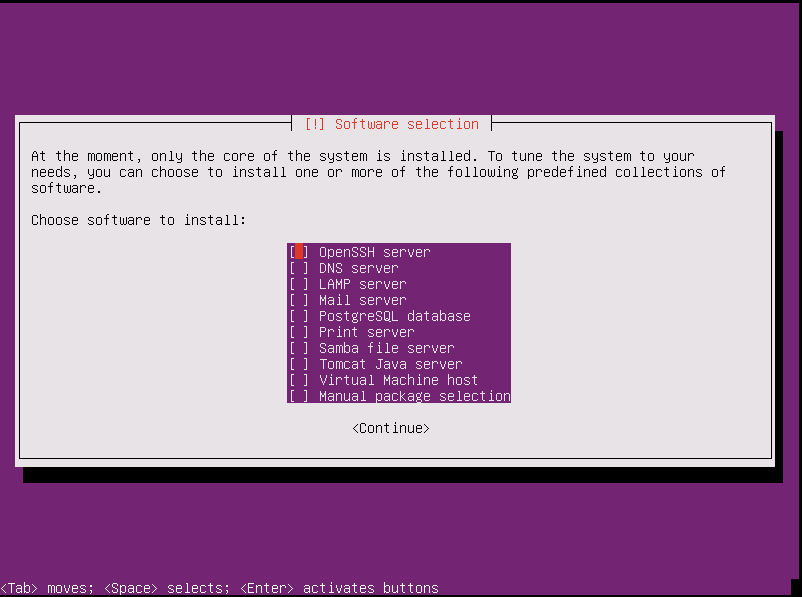 [!] Software selection
At the moment, only the core of the system is installed. To tune the system to your
needs, you can choose to install one or more of the following predefined collections of
software.
Choose software to install:
[ ] OpenSSH server
[ ] DNS server
[ ] LAMP server
[ ] Mail server
[ ] PostgreSQL database
[ ] Print server
[ ] Samba file server
[ ] Tomcat Java server
[ ] Virtual Machine host
[ ] Manual package selection
<Continue>
<Tab> moves; <Space> selects; <Enter> activates buttons